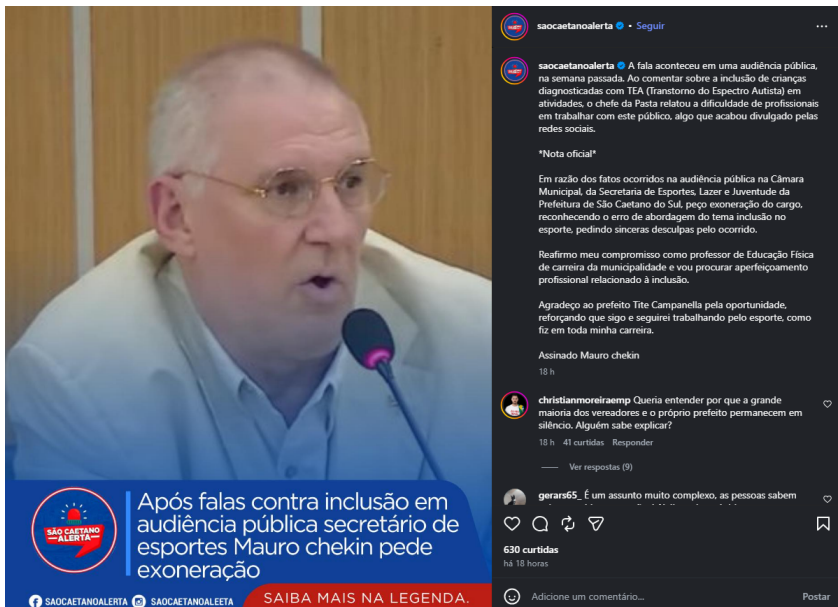 SÃO CAETANO
ALERTA
Após falas contra inclusão em
audiência pública secretário de
esportes Mauro chekin pede
exoneração
SAOCAETANOALERTA SAOCAETANOALEETA
SAIBA MAIS NA LEGENDA.
saocaetanoalerta • Seguir
saocaetanoalerta A fala aconteceu em uma audiência pública,
na semana passada. Ao comentar sobre a inclusão de crianças
diagnosticadas com TEA (Transtorno do Espectro Autista) em
atividades, o chefe da Pasta relatou a dificuldade de profissionais
em trabalhar com este público, algo que acabou divulgado pelas
redes sociais.
*Nota oficial*
Em razão dos fatos ocorridos na audiência pública na Câmara
Municipal, da Secretaria de Esportes, Lazer e Juventude da
Prefeitura de São Caetano do Sul, peço exoneração do cargo,
reconhecendo o erro de abordagem do tema inclusão no
esporte, pedindo sinceras desculpas pelo ocorrido.
Reafirmo meu compromisso como professor de Educação Física
de carreira da municipalidade e vou procurar aperfeiçoamento
profissional relacionado à inclusão.
Agradeço ao prefeito Tite Campanella pela oportunidade,
reforçando que sigo e seguirei trabalhando pelo esporte, como
fiz em toda minha carreira.
Assinado Mauro chekin
18 h
christianmoreiraemp Queria entender por que a grande
maioria dos vereadores e o próprio prefeito permanecem em
silêncio. Alguém sabe explicar?
18 h 41 curtidas Responder
Ver respostas (9)
gerars65_ É um assunto muito complexo, as pessoas sabem
630 curtidas
há 18 horas
Adicione um comentário...
Postar